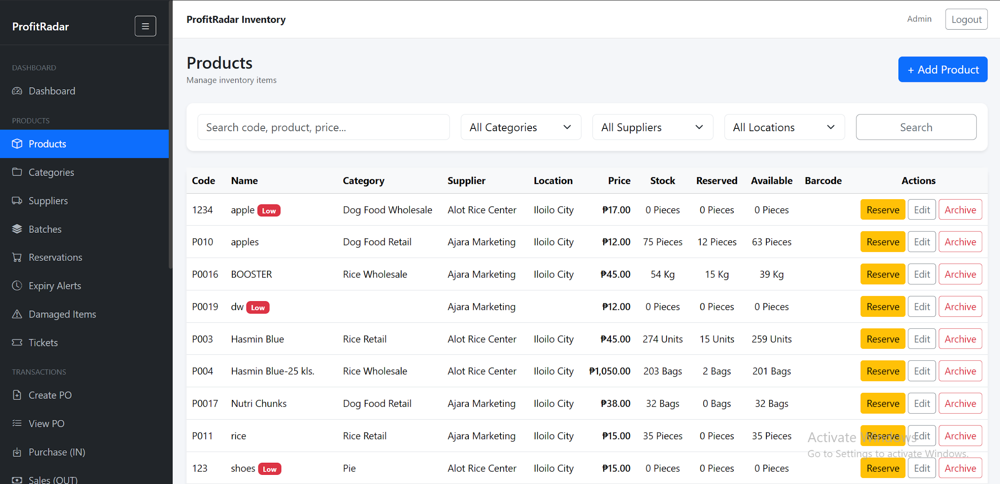 ProfitRadar
DASHBOARD
Dashboard
PRODUCTS
Products
Categories
Suppliers
Batches
Reservations
Expiry Alerts
Damaged Items
Tickets
TRANSACTIONS
Create PO
View PO
Purchase (IN)
Sales (OUT)
ProfitRadar Inventory Admin Logout
Products
Manage inventory items
+ Add Product
Search code, product, price... All Categories All Suppliers All Locations Search
Code Name Category Supplier Location Price Stock Reserved Available Barcode Actions
1234 apple Low Dog Food Wholesale Alot Rice Center Iloilo City ₱17.00 0 Pieces 0 Pieces 0 Pieces Reserve Edit Archive
P010 apples Dog Food Retail Ajara Marketing Iloilo City ₱12.00 75 Pieces 12 Pieces 63 Pieces Reserve Edit Archive
P0016 BOOSTER Rice Wholesale Ajara Marketing Iloilo City ₱45.00 54 Kg 15 Kg 39 Kg Reserve Edit Archive
P0019 dw Low Ajara Marketing ₱12.00 0 Pieces 0 Pieces 0 Pieces Reserve Edit Archive
P003 Hasmin Blue Rice Retail Alot Rice Center Iloilo City ₱45.00 274 Units 15 Units 259 Units Reserve Edit Archive
P004 Hasmin Blue-25 kls. Rice Wholesale Alot Rice Center Iloilo City ₱1,050.00 203 Bags 2 Bags 201 Bags Reserve Edit Archive
P0017 Nutri Chunks Dog Food Retail Ajara Marketing Iloilo City ₱38.00 32 Bags 0 Bags 32 Bags Reserve Edit Archive
P011 rice Rice Retail Ajara Marketing Iloilo City ₱15.00 35 Pieces 0 Pieces 35 Pieces Reserve Edit Archive
Activate Windows
Go to Settings to activate Windows.
123 shoes Low Pie Alot Rice Center Iloilo City ₱15.00 0 Pieces 0 Pieces 0 Pieces Reserve Edit Archive